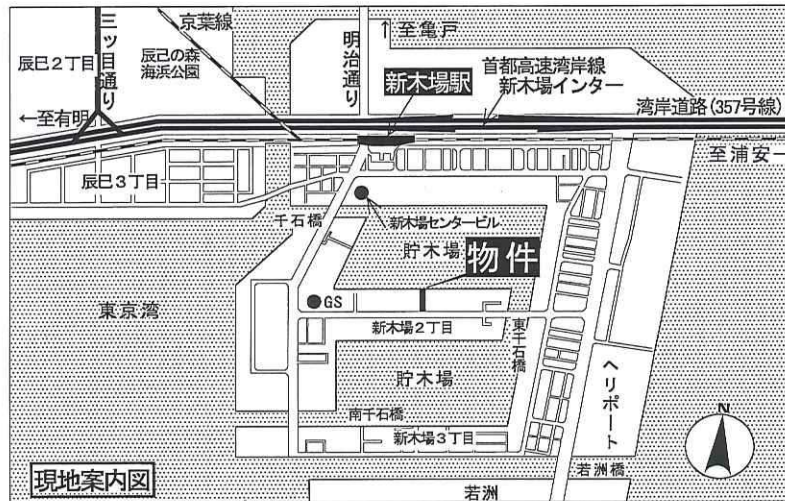 京葉線
三ッ目通り
辰巳2丁目
辰己の森
海浜公園
明治通り
↑至亀戸
新木場駅
首都高速湾岸線
新木場インター
湾岸道路(357号線)
←至有明
至浦安→
辰巳3丁目
千石橋
新木場センタービル
貯木場
物件
東京湾
GS
新木場2丁目
東千石橋
貯木場
ヘリポート
南千石橋
新木場3丁目
N
現地案内図
若洲橋
若洲